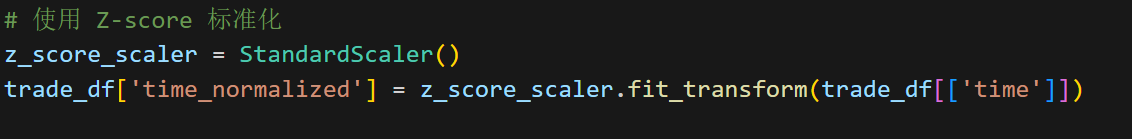 # 使用 Z-score 标准化
z_score_scaler = StandardScaler()
trade_df['time_normalized'] = z_score_scaler.fit_transform(trade_df[['time']])